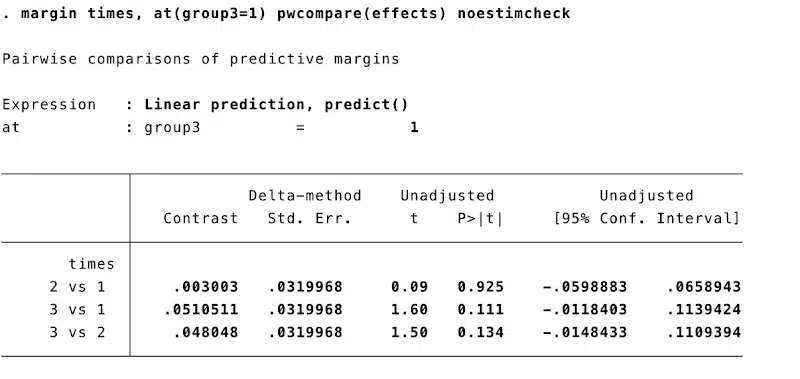 . margin times, at(group3=1) pwcompare(effects) noestimcheck
Pairwise comparisons of predictive margins
Expression : Linear prediction, predict()
at : group3 = 1
Delta-method Unadjusted Unadjusted
Contrast Std. Err. t P>|t| [95% Conf. Interval]
times
2 vs 1 .003003 .0319968 0.09 0.925 -.0598883 .0658943
3 vs 1 .0510511 .0319968 1.60 0.111 -.0118403 .1139424
3 vs 2 .048048 .0319968 1.50 0.134 -.0148433 .1109394